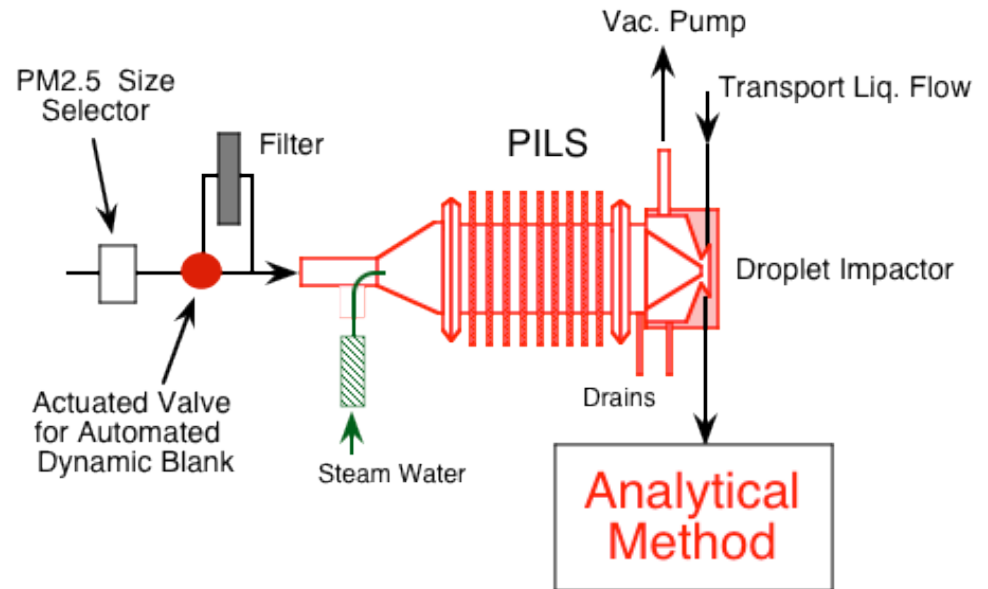 Vac. Pump
PM2.5 Size
Selector
Transport Liq. Flow
Filter
PILS
Droplet Impactor
Actuated Valve
for Automated
Dynamic Blank
Drains
Steam Water
Analytical
Method